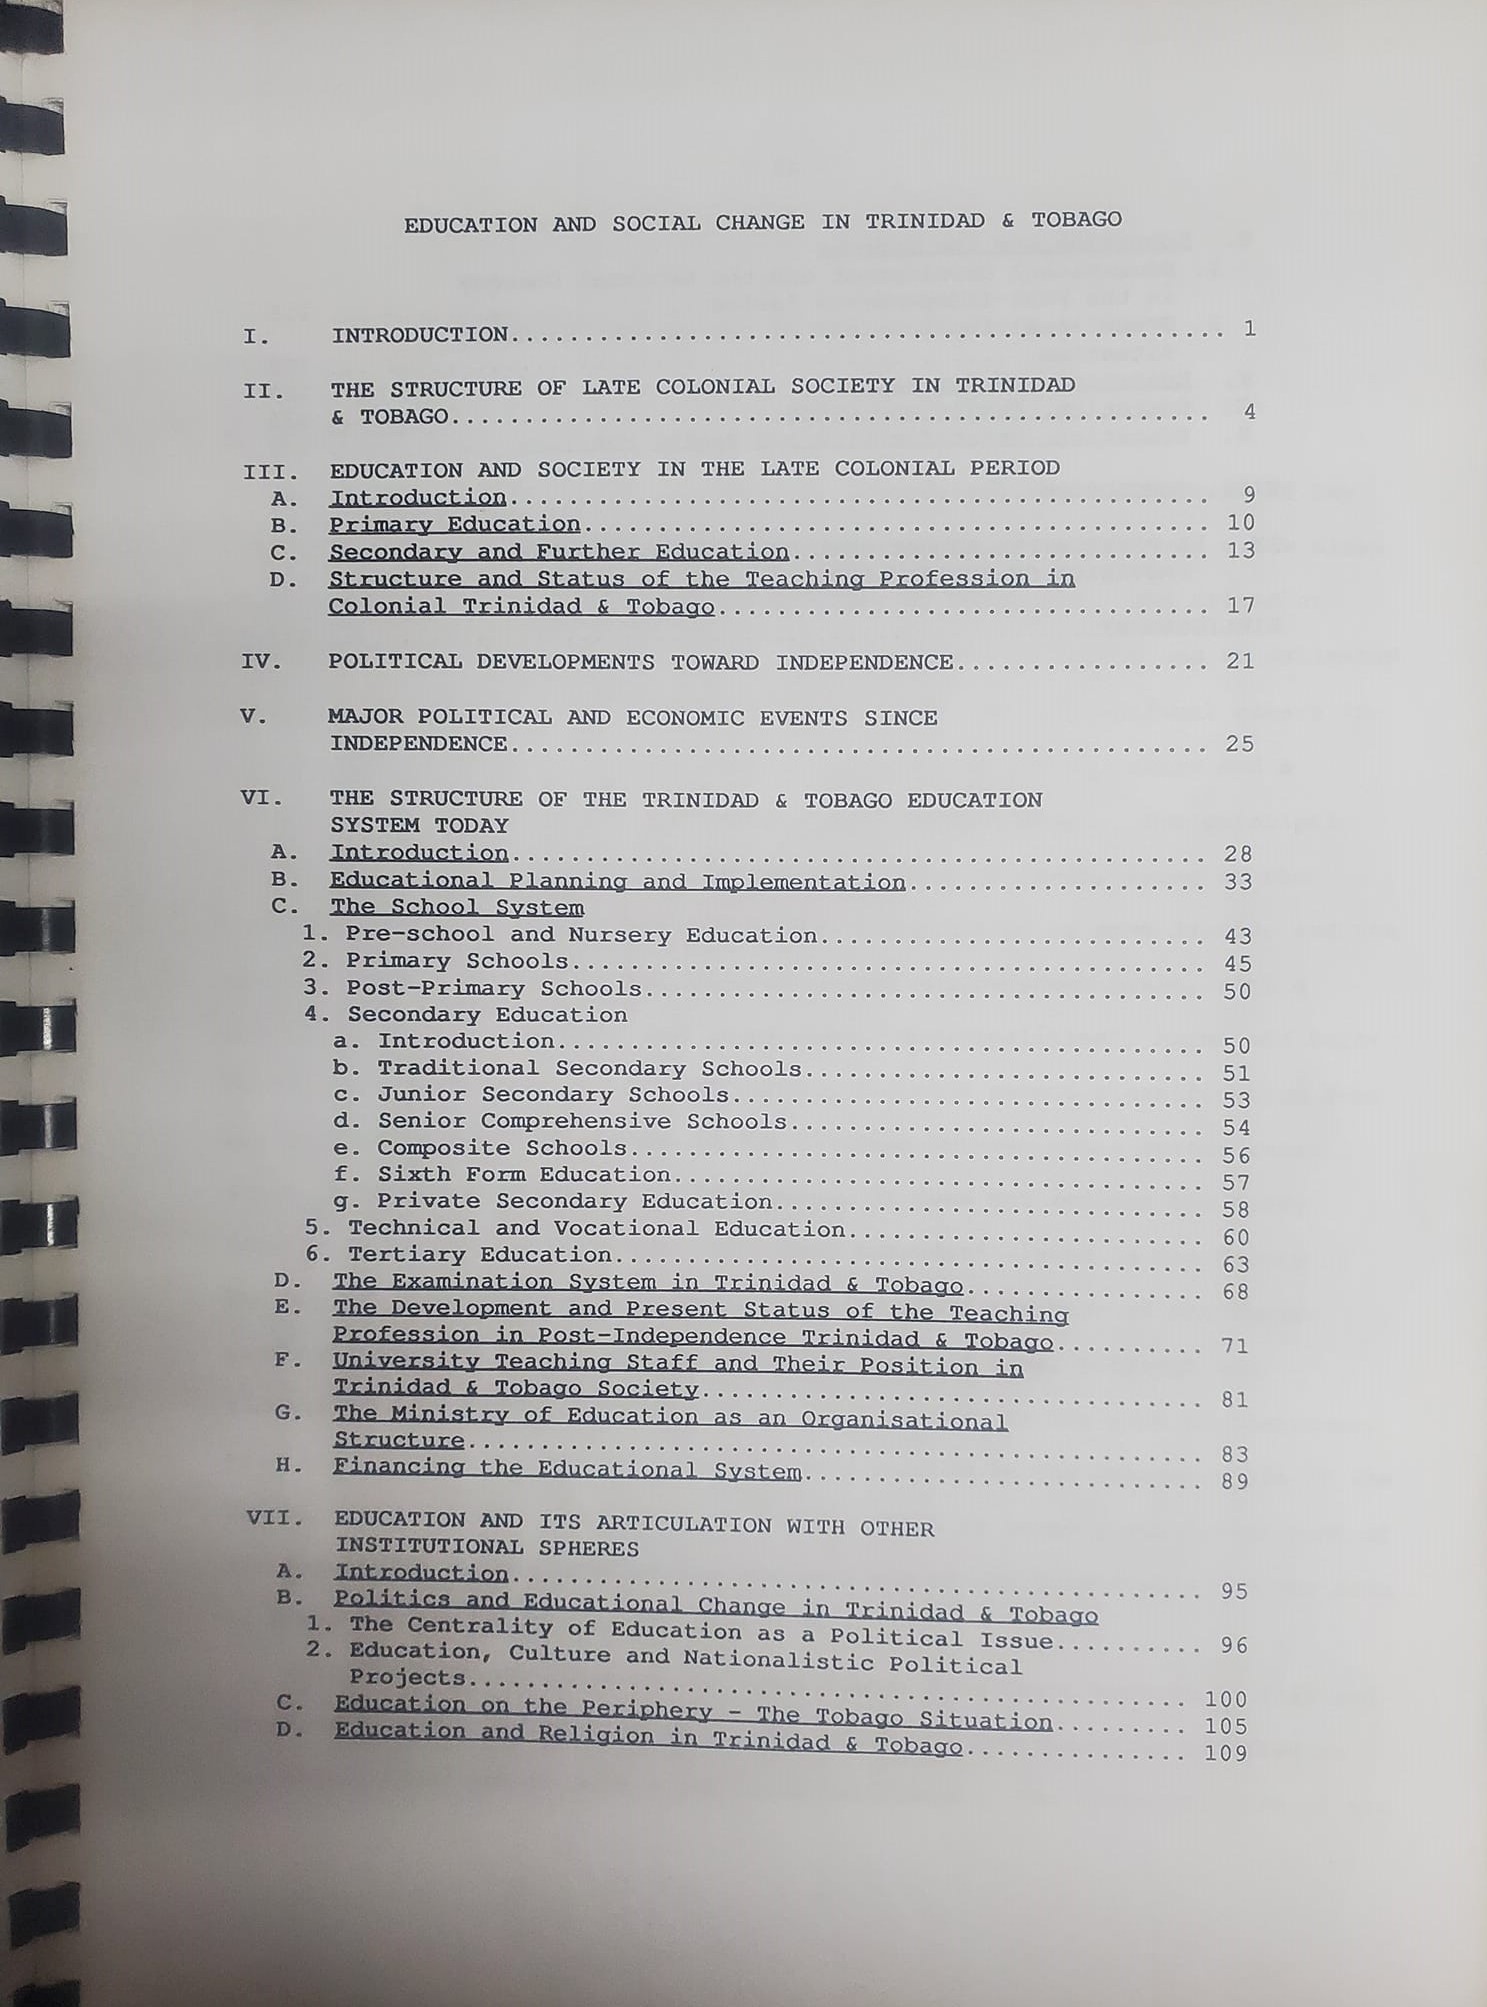 EDUCATION AND SOCIAL CHANGE IN TRINIDAD & TOBAGO
I. INTRODUCTION................................................ 1
II. THE STRUCTURE OF LATE COLONIAL SOCIETY IN TRINIDAD
& TOBAGO.................................................... 4
III. EDUCATION AND SOCIETY IN THE LATE COLONIAL PERIOD
A. Introduction................................................ 9
B. Primary Education........................................... 10
C. Secondary and Further Education............................ 13
D. Structure and Status of the Teaching Profession in
Colonial Trinidad & Tobago................................. 17
IV. POLITICAL DEVELOPMENTS TOWARD INDEPENDENCE................. 21
V. MAJOR POLITICAL AND ECONOMIC EVENTS SINCE
INDEPENDENCE............................................... 25
VI. THE STRUCTURE OF THE TRINIDAD & TOBAGO EDUCATION
SYSTEM TODAY
A. Introduction............................................... 28
B. Educational Planning and Implementation.................... 33
C. The School System
1. Pre-school and Nursery Education.......................... 43
2. Primary Schools........................................... 45
3. Post-Primary Schools...................................... 50
4. Secondary Education
a. Introduction............................................ 50
b. Traditional Secondary Schools........................... 51
c. Junior Secondary Schools................................ 53
d. Senior Comprehensive Schools............................ 54
e. Composite Schools....................................... 56
f. Sixth Form Education.................................... 57
g. Private Secondary Education............................. 58
5. Technical and Vocational Education........................ 60
6. Tertiary Education........................................ 63
D. The Examination System in Trinidad & Tobago................ 68
E. The Development and Present Status of the Teaching
Profession in Post-Independence Trinidad & Tobago.......... 71
F. University Teaching Staff and Their Position in
Trinidad & Tobago Society.................................. 81
G. The Ministry of Education as an Organisational
Structure.................................................. 83
H. Financing the Educational System........................... 89
VII. EDUCATION AND ITS ARTICULATION WITH OTHER
INSTITUTIONAL SPHERES
A. Introduction............................................... 95
B. Politics and Educational Change in Trinidad & Tobago
1. The Centrality of Education as a Political Issue.......... 96
2. Education, Culture and Nationalistic Political
Projects................................................. 100
C. Education on the Periphery - The Tobago Situation......... 105
D. Education and Religion in Trinidad & Tobago............... 109